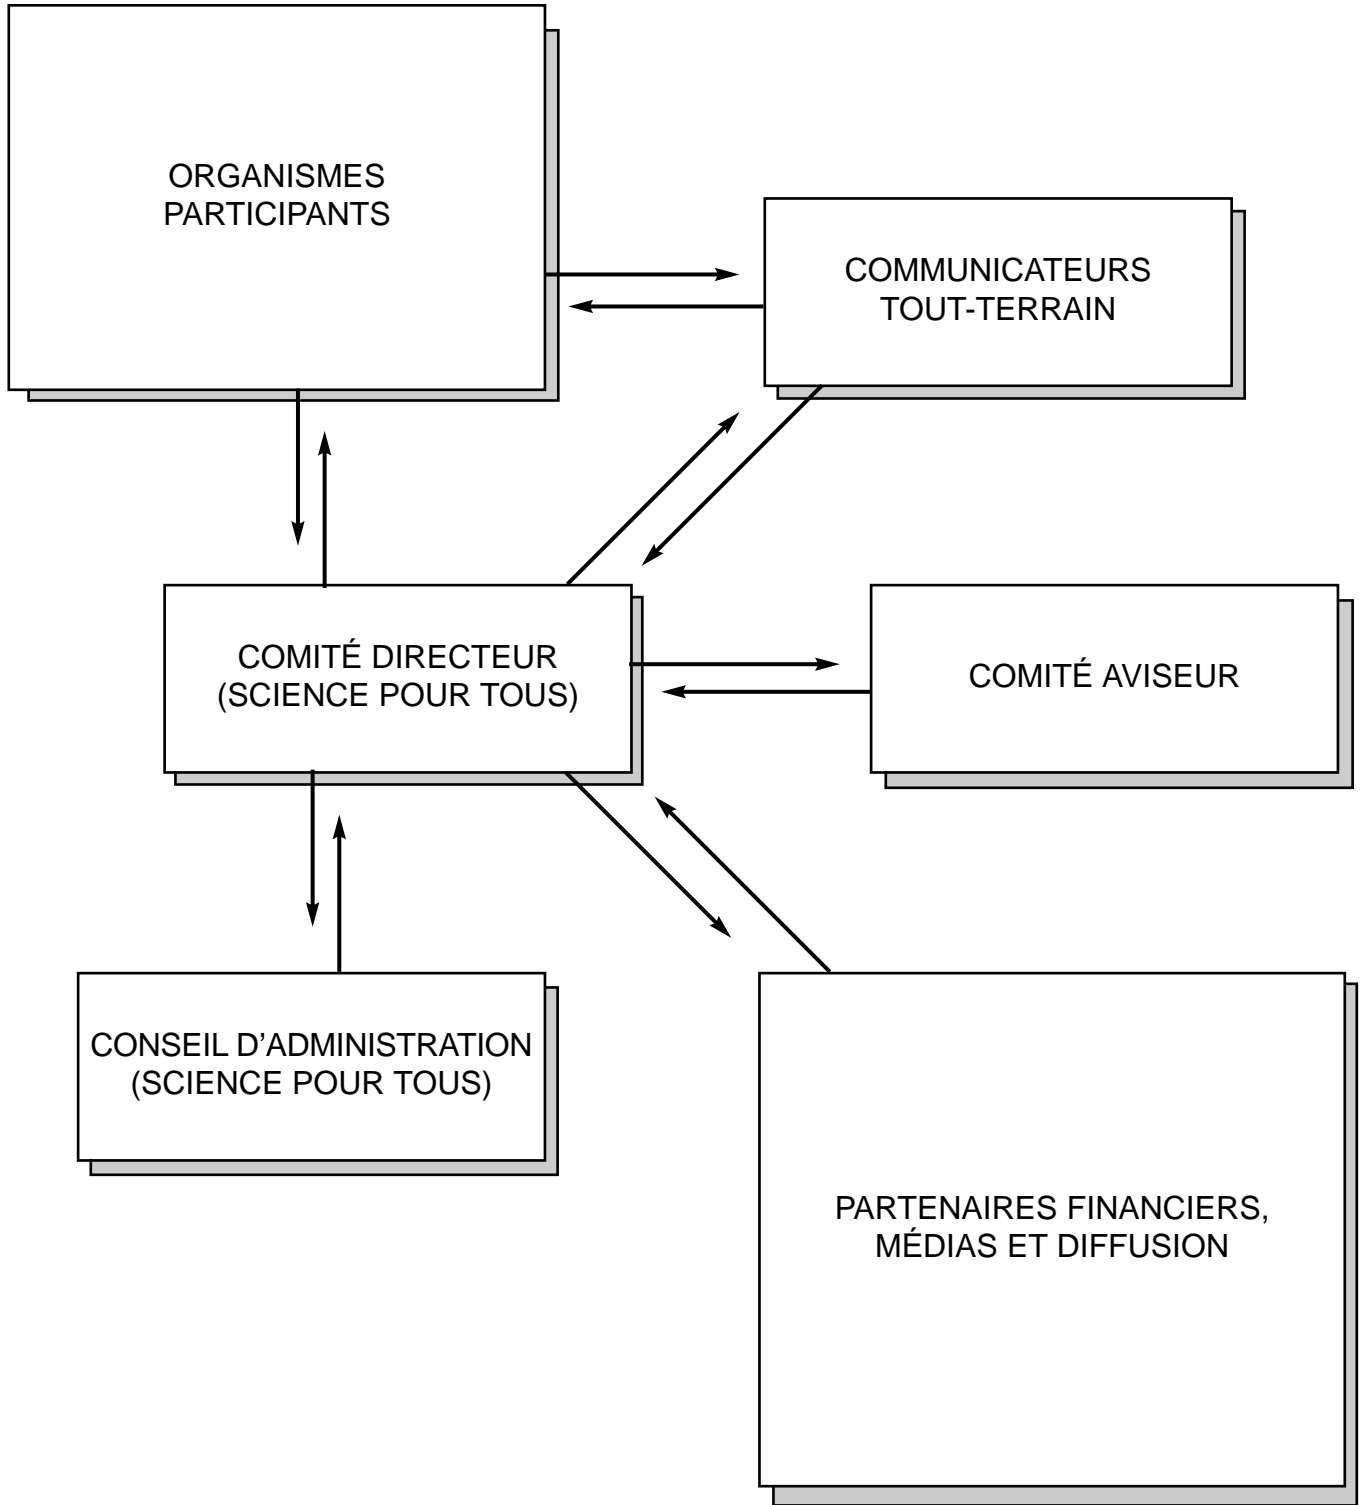 ORGANISMES
PARTICIPANTS
COMMUNICATEURS
TOUT-TERRAIN
COMITÉ DIRECTEUR
(SCIENCE POUR TOUS)
COMITÉ AVISEUR
CONSEIL D’ADMINISTRATION
(SCIENCE POUR TOUS)
PARTENAIRES FINANCIERS,
MÉDIAS ET DIFFUSION